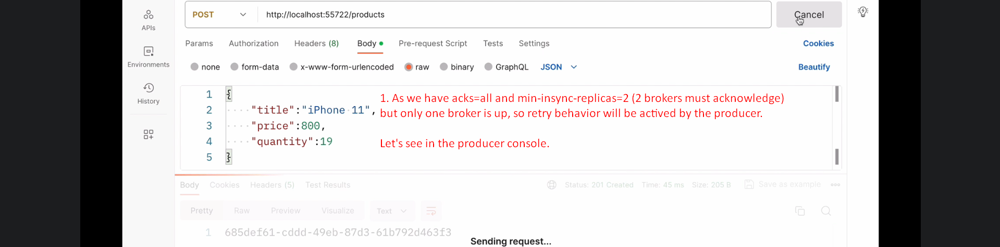 POST http://localhost:55722/products Cancel
APIs
Params Authorization Headers (8) Body Pre-request Script Tests Settings Cookies
Environments
none form-data x-www-form-urlencoded raw binary GraphQL JSON Beautify
History
1 {
2 "title":"iPhone 11",
3 "price":800,
4 "quantity":19
5 }
1. As we have acks=all and min-insync-replicas=2 (2 brokers must acknowledge)
but only one broker is up, so retry behavior will be actived by the producer.
Let's see in the producer console.
Body Cookies Headers (5) Test Results Status: 201 Created Time: 45 ms Size: 205 B Save as example
Pretty Raw Preview Visualize Text
1 685def61-cddd-49eb-87d3-61b792d463f3
Sending request...